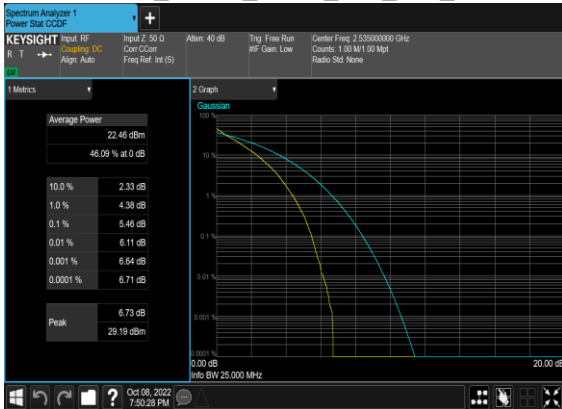 Spectrum Analyzer 1
Power Stat CCDF
KEYSIGHT
R T
LXI
Input: RF
Coupling: DC
Align: Auto
Input Z: 50 Ω
Corr CCorr
Freq Ref: Int (S)
Atten: 40 dB
Trig: Free Run
#IF Gain: Low
Center Freq: 2.535000000 GHz
Counts: 1.00 M/1.00 Mpt
Radio Std: None
1 Metrics
Average Power
22.46 dBm
46.09 % at 0 dB
10.0 % 2.33 dB
1.0 % 4.38 dB
0.1 % 5.46 dB
0.01 % 6.11 dB
0.001 % 6.64 dB
0.0001 % 6.71 dB
Peak
6.73 dB
29.19 dBm
2 Graph
Gaussian
100 %
10 %
1 %
0.1 %
0.01 %
0.001 %
0.0001 %
0.00 dB
20.00 dB
Info BW 25.000 MHz
?
Oct 08, 2022
7:50:28 PM